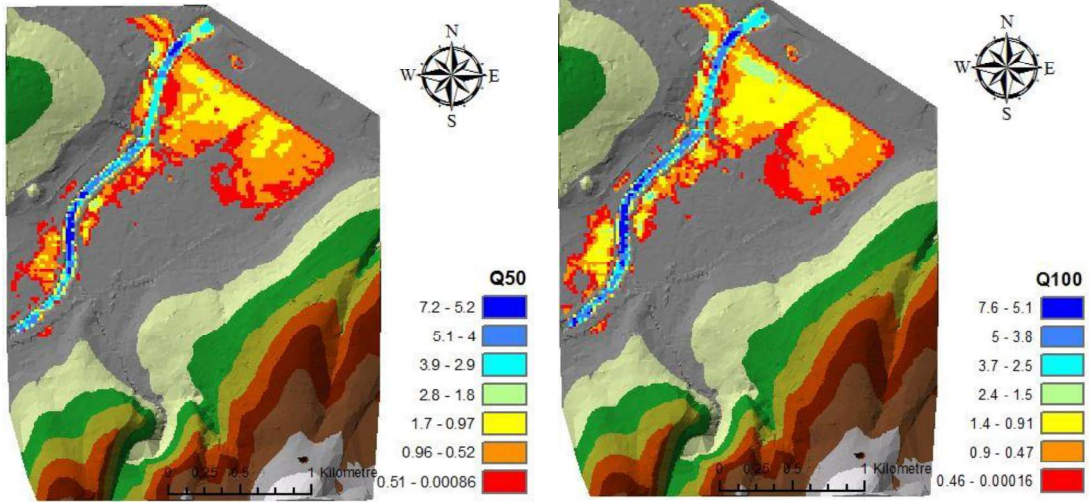 N
W E
S
Q50
7.2 - 5.2
5.1 - 4
3.9 - 2.9
2.8 - 1.8
1.7 - 0.97
0.96 - 0.52
0.51 - 0.00086
0 0.25 0.5 1 Kilometre
N
W E
S
Q100
7.6 - 5.1
5 - 3.8
3.7 - 2.5
2.4 - 1.5
1.4 - 0.91
0.9 - 0.47
0.46 - 0.00016
0 0.25 0.5 1 Kilometre